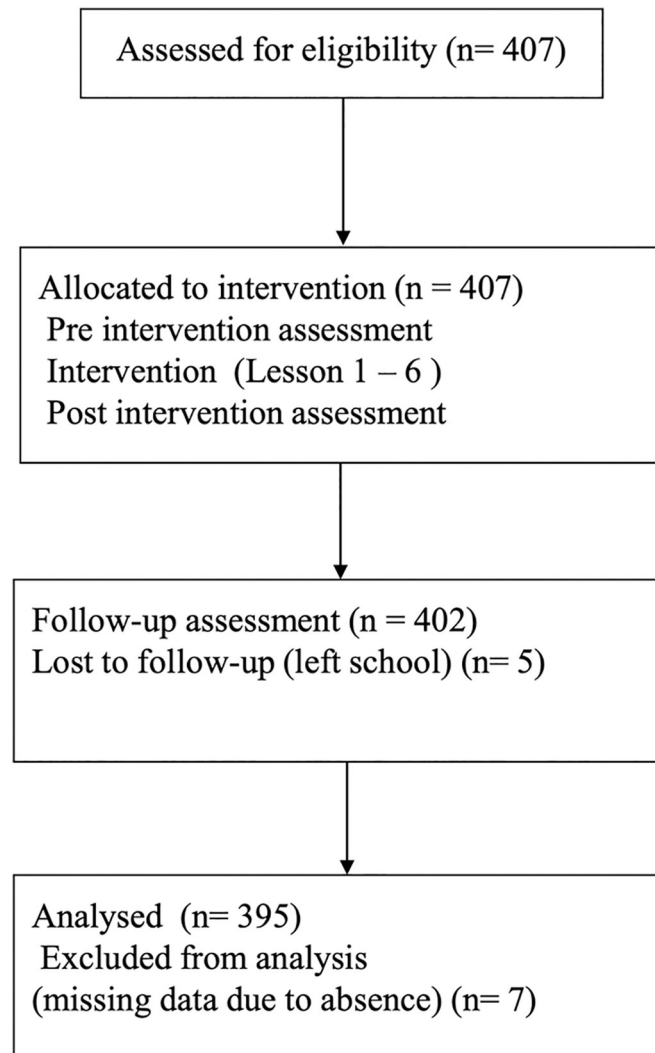 Assessed for eligibility (n= 407)
Allocated to intervention (n = 407)
Pre intervention assessment
Intervention (Lesson 1 – 6 )
Post intervention assessment
Follow-up assessment (n = 402)
Lost to follow-up (left school) (n= 5)
Analysed (n= 395)
Excluded from analysis
(missing data due to absence) (n= 7)